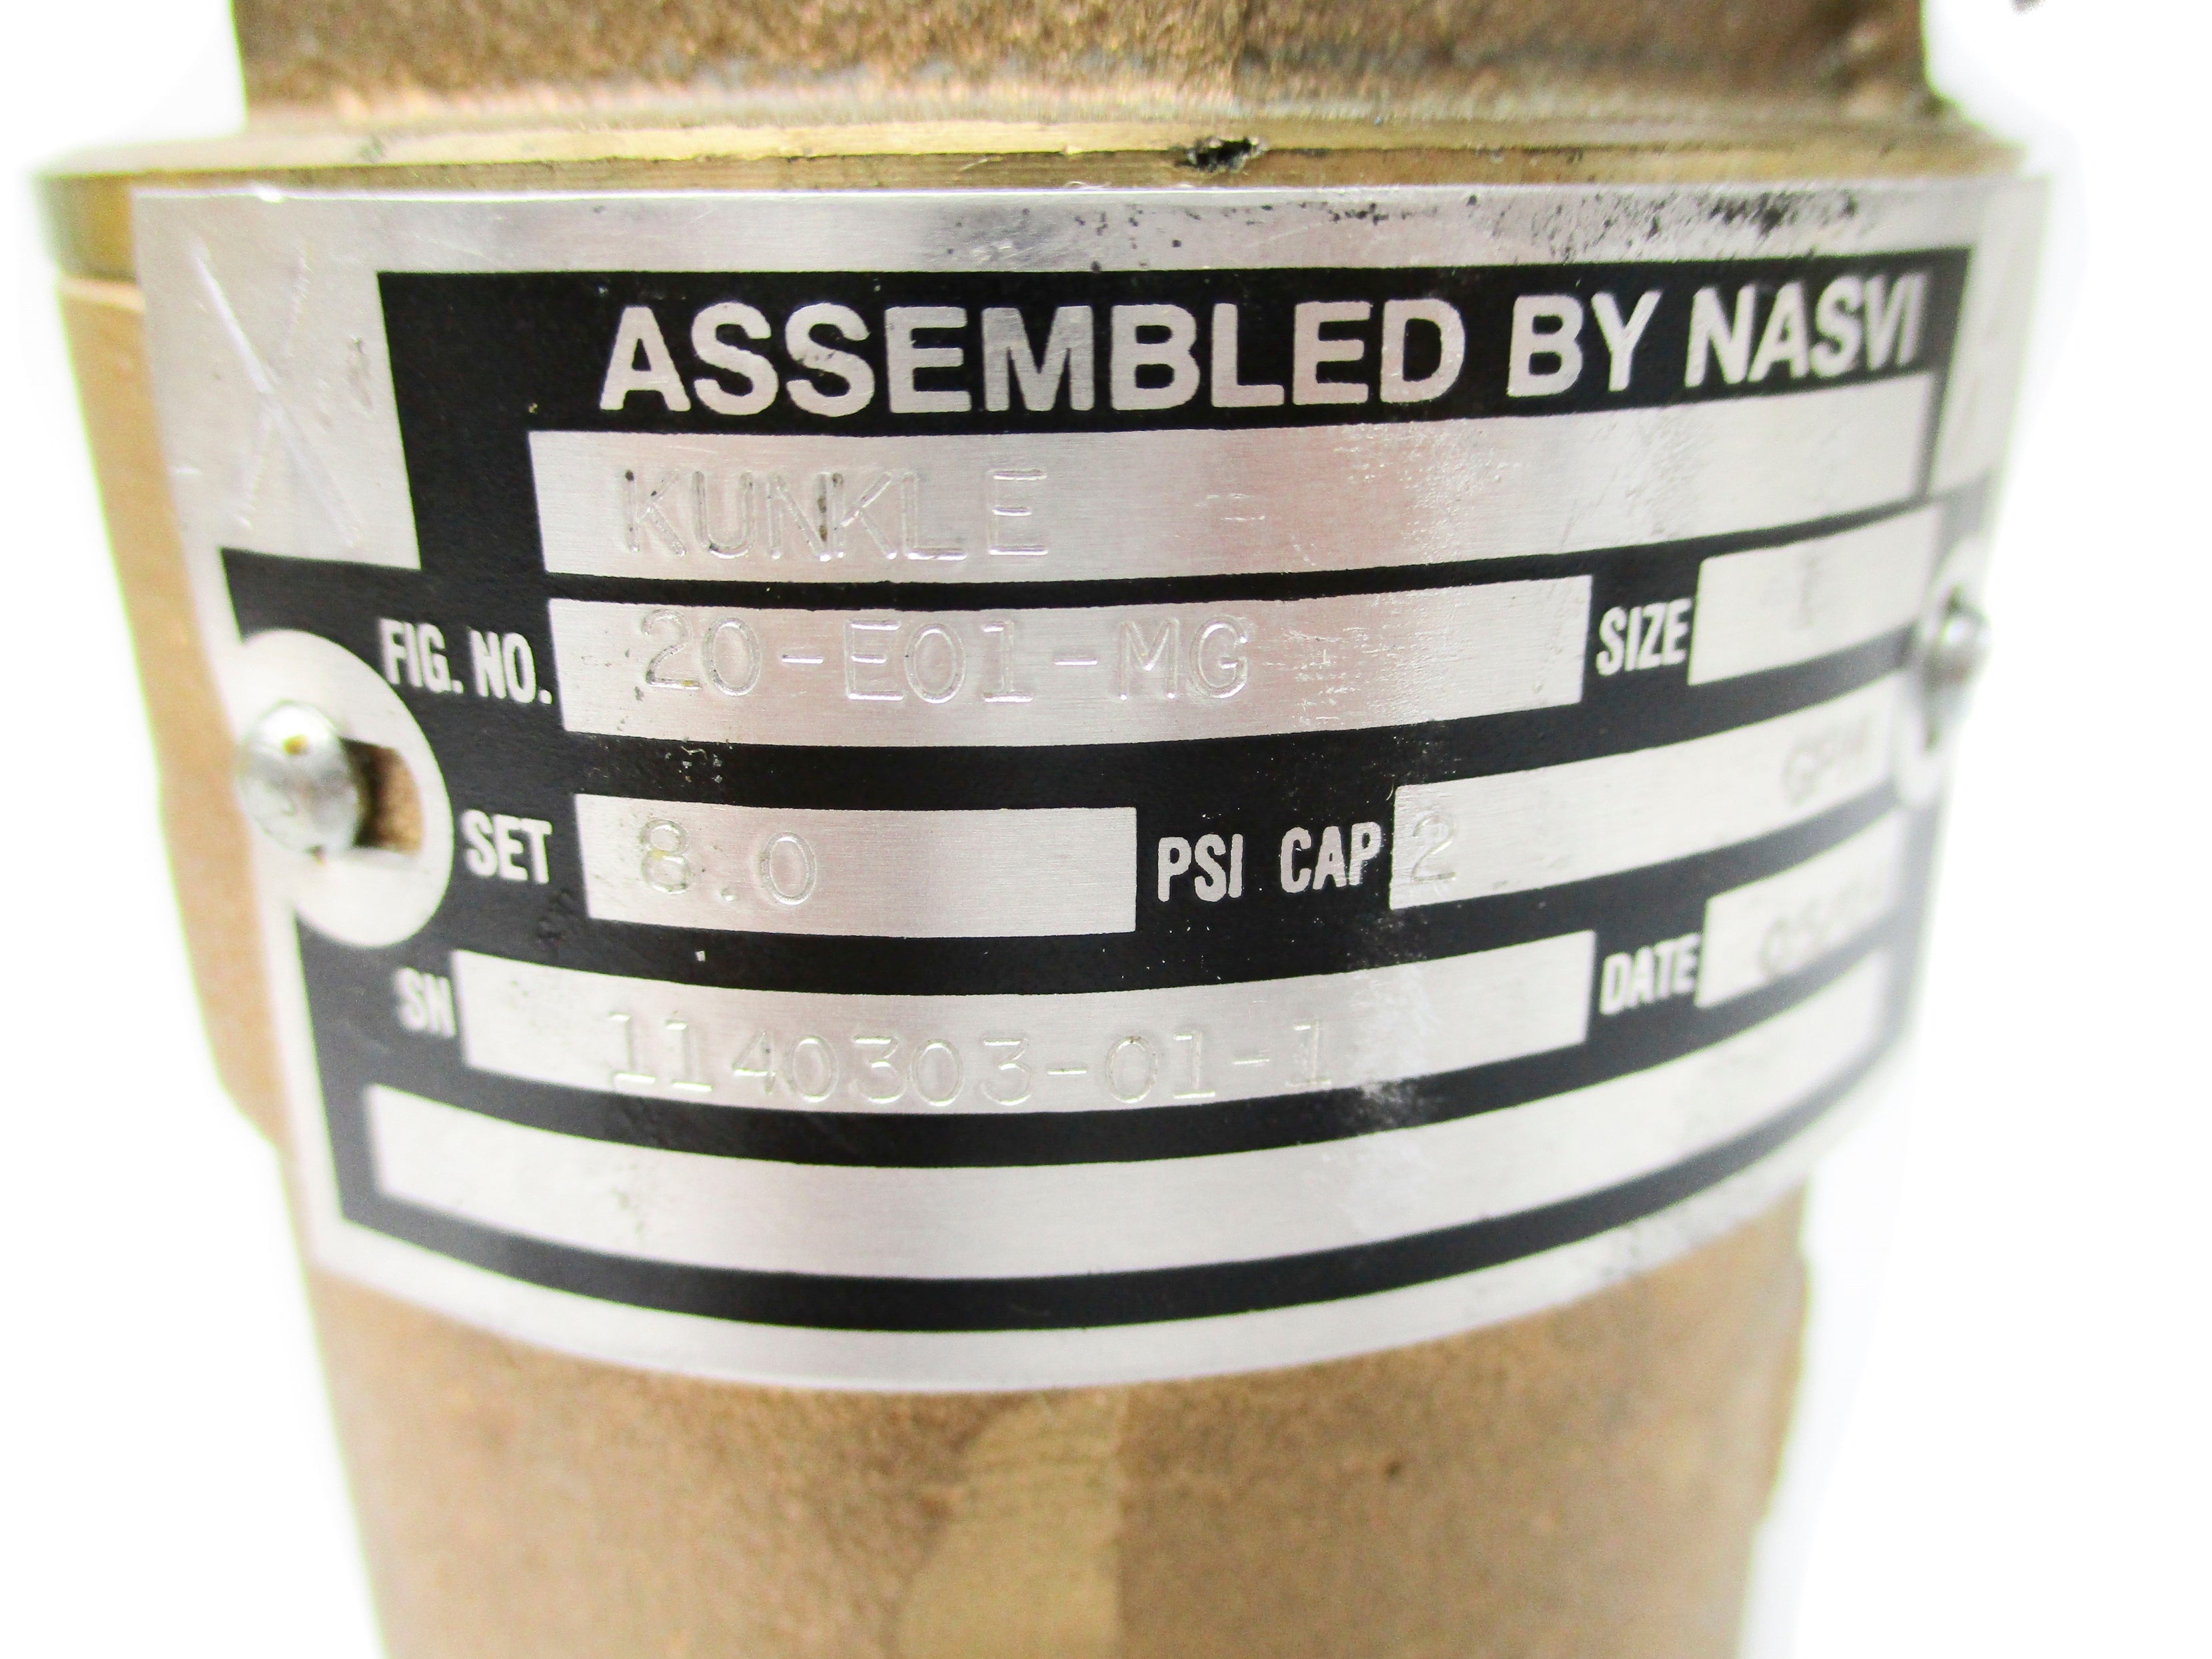 ASSEMBLED BY NASVI
KUNKLE =
FIG. NO. 20-E01-MG SIZE
SET 8.0 PSI CAP 2 GPM
SN 1140303-01-1 DATE